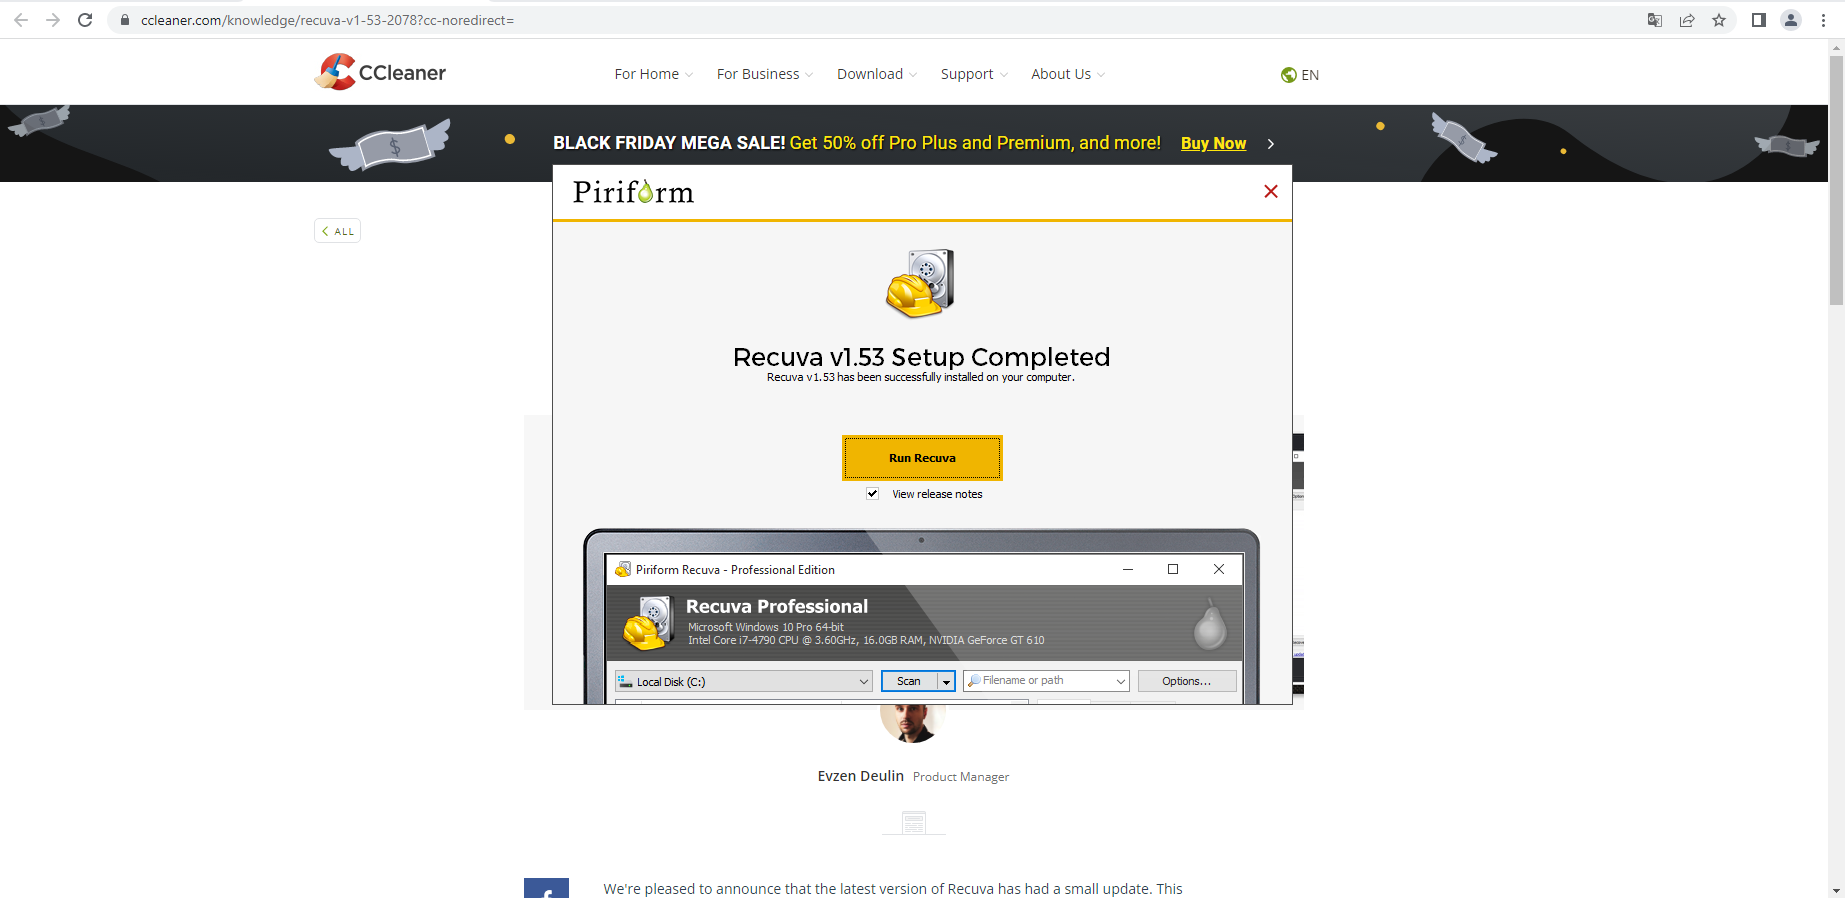 ccleaner.com/knowledge/recuva-v1-53-2078?cc-noredirect=
CCleaner
For Home
For Business
Download
Support
About Us
EN
BLACK FRIDAY MEGA SALE! Get 50% off Pro Plus and Premium, and more! Buy Now
Piriform
ALL
Recuva v1.53 Setup Completed
Recuva v1.53 has been successfully installed on your computer.
Run Recuva
View release notes
Piriform Recuva - Professional Edition
Recuva Professional
Microsoft Windows 10 Pro 64-bit
Intel Core i7-4790 CPU @ 3.60GHz, 16.0GB RAM, NVIDIA GeForce GT 610
Local Disk (C:)
Scan
Filename or path
Options...
Evzen Deulin Product Manager
We're pleased to announce that the latest version of Recuva has had a small update. This